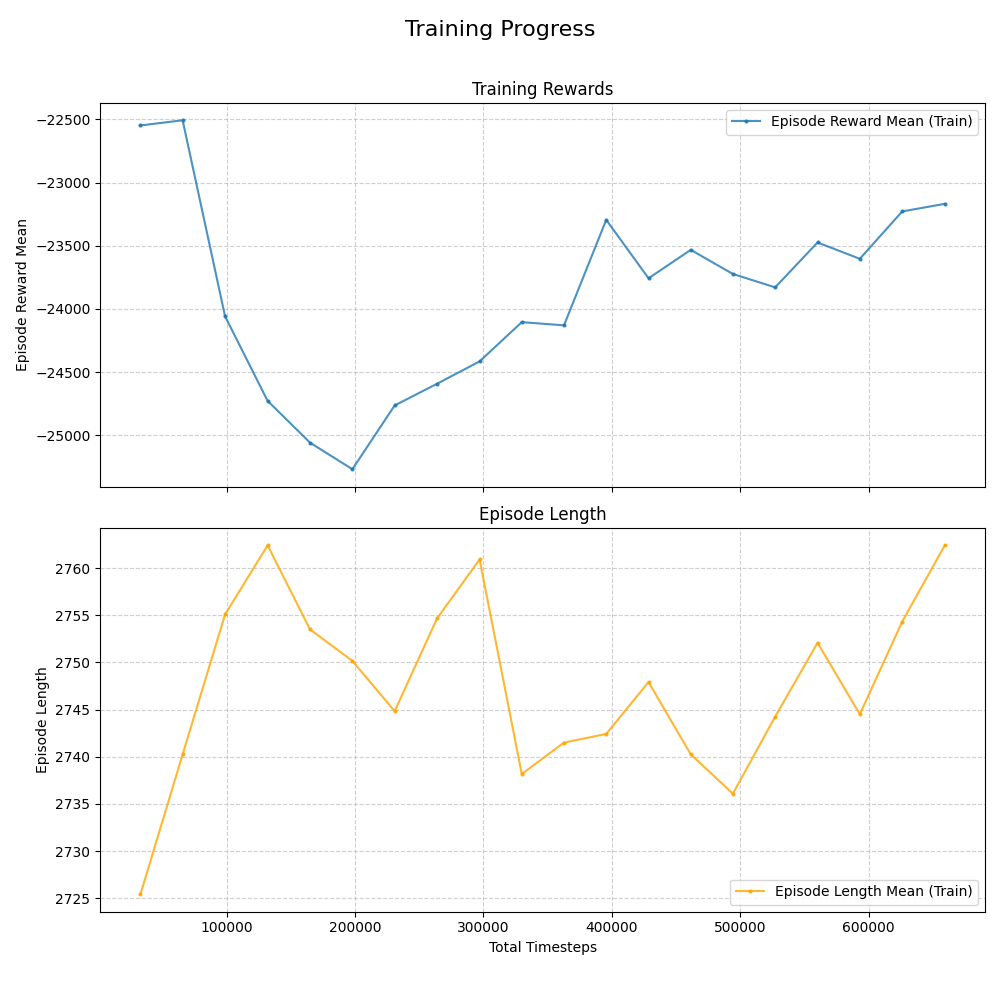 Training Progress
Training Rewards
Episode Reward Mean (Train)
Episode Reward Mean
−22500
−23000
−23500
−24000
−24500
−25000
Episode Length
Episode Length
2760
2755
2750
2745
2740
2735
2730
2725
Episode Length Mean (Train)
100000 200000 300000 400000 500000 600000
Total Timesteps